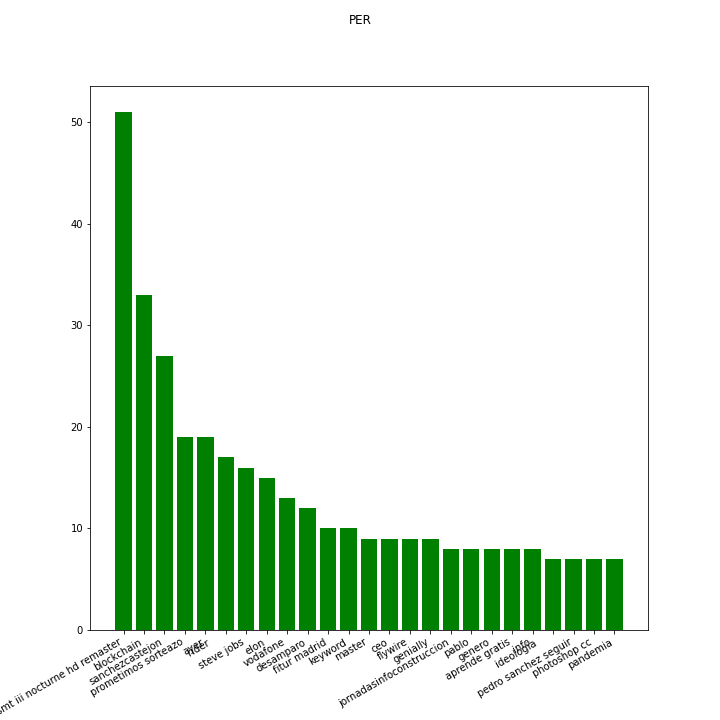 PER
50
40
30
20
10
0
smt iii nocturne hd remaster
blockchain
sanchezcastejon
prometimos sorteazo
steve jobs
elon
vodafone
desamparo
fitur madrid
keyword
master
ceo
flywire
genially
jornadasinfoconstruccion
pablo
genero
aprende gratis
info
ideologia
pedro sanchez seguir
photoshop cc
pandemia